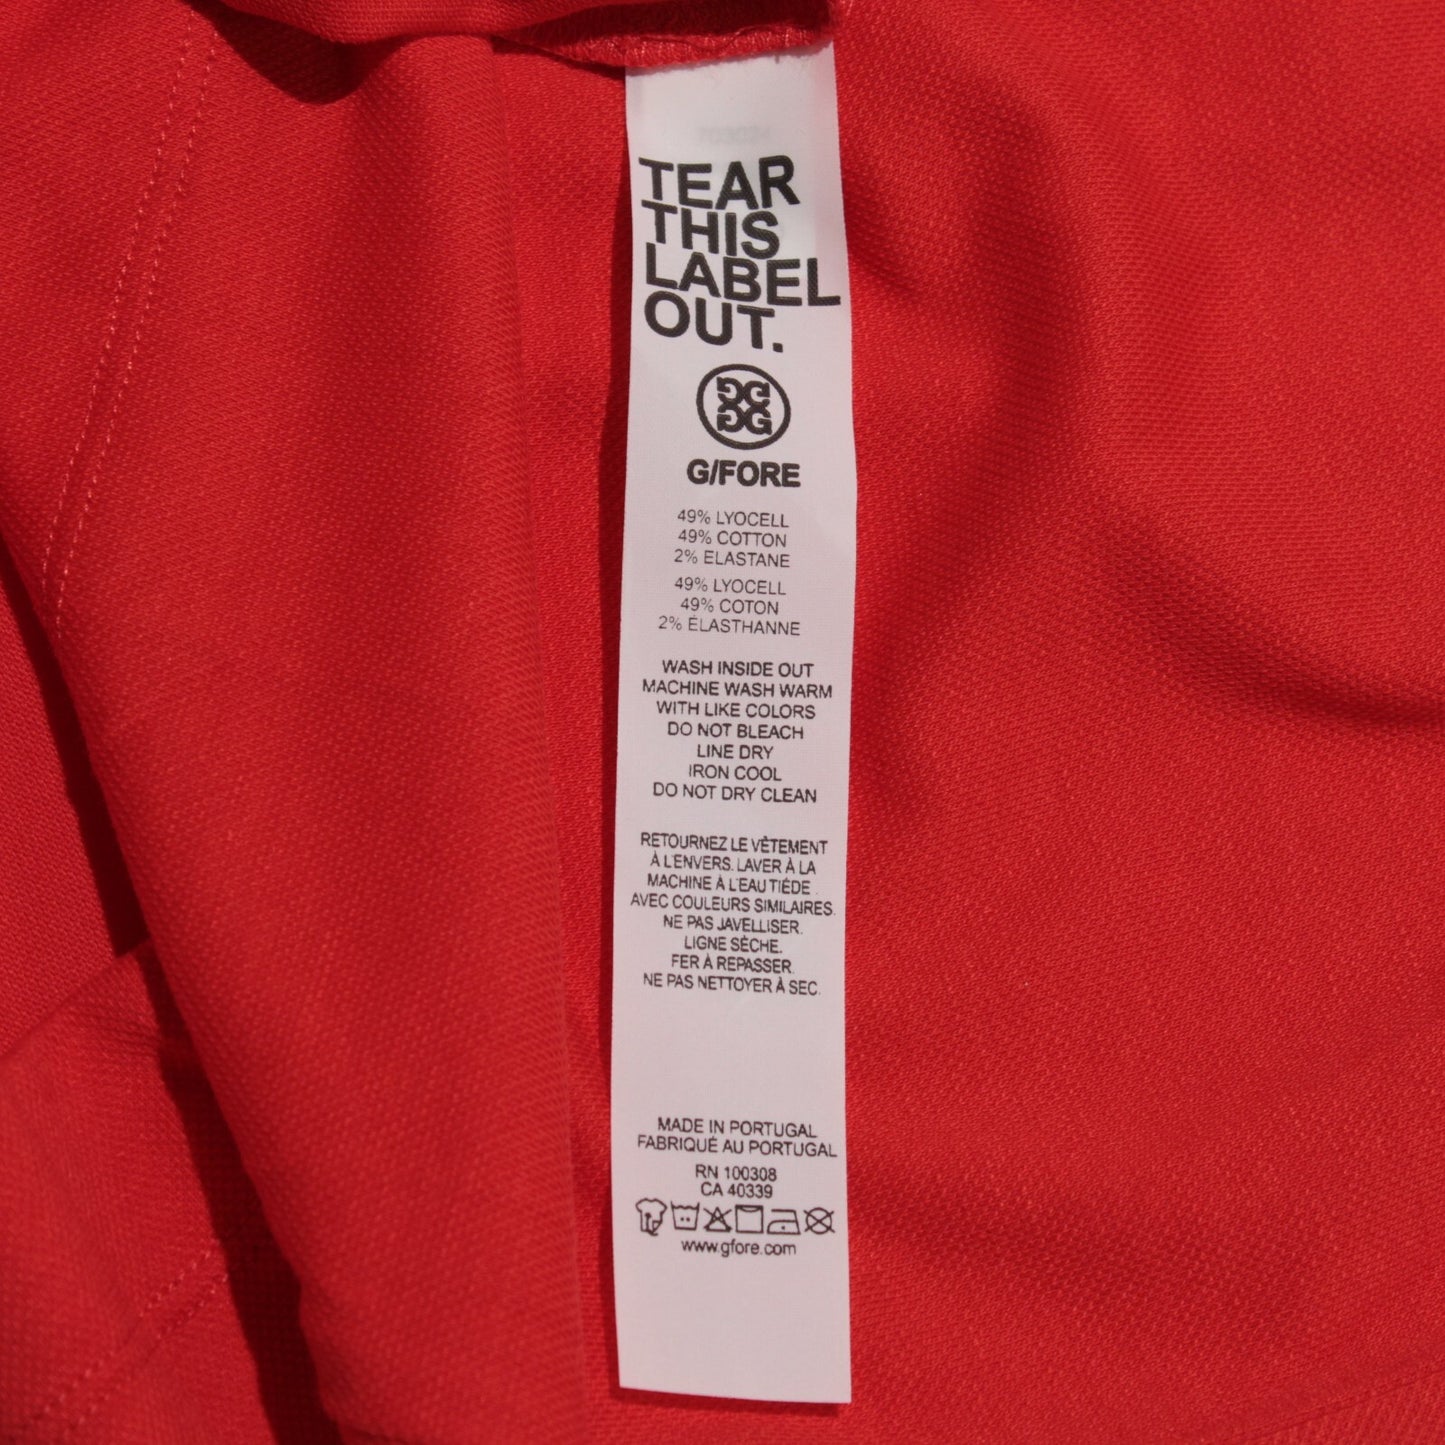 TEAR
THIS
LABEL
OUT.
G/FORE
49% LYOCELL
49% COTTON
2% ELASTANE
49% LYOCELL
49% COTON
2% ÉLASTHANNE
WASH INSIDE OUT
MACHINE WASH WARM
WITH LIKE COLORS
DO NOT BLEACH
LINE DRY
IRON COOL
DO NOT DRY CLEAN
RETOURNEZ LE VÊTEMENT
À L'ENVERS. LAVER À LA
MACHINE À L'EAU TIÈDE
AVEC COULEURS SIMILAIRES.
NE PAS JAVELLISER.
LIGNE SÈCHE.
FER À REPASSER.
NE PAS NETTOYER À SEC.
MADE IN PORTUGAL
FABRIQUÉ AU PORTUGAL
RN 100308
CA 40339
www.gfore.com